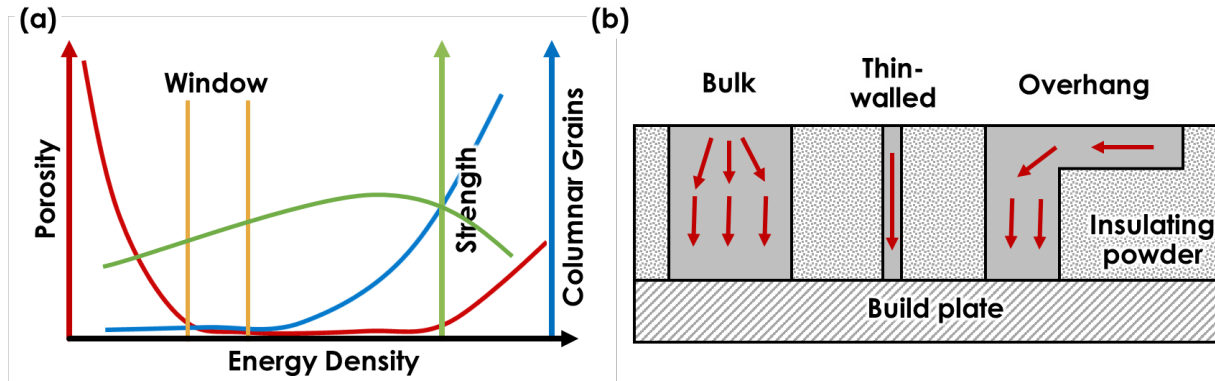 (a)
Window
Porosity
Strength
Columnar Grains
Energy Density
(b)
Bulk
Thin-
walled
Overhang
Insulating
powder
Build plate